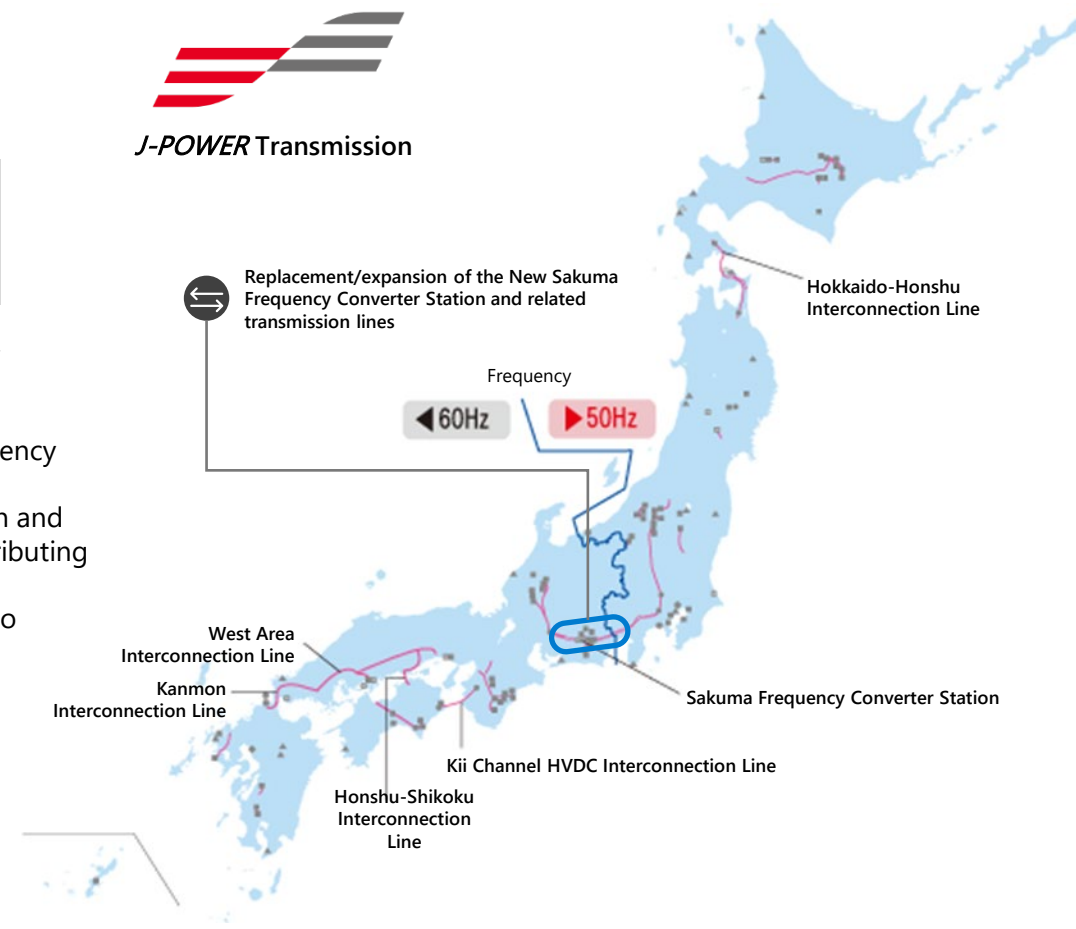 J-POWER Transmission
Replacement/expansion of the New Sakuma
Frequency Converter Station and related
transmission lines
Hokkaido-Honshu
Interconnection Line
Frequency
60Hz
50Hz
ency
and
ributing
o
West Area
Interconnection Line
Kanmon
Interconnection Line
Sakuma Frequency Converter Station
Kii Channel HVDC Interconnection Line
Honshu-Shikoku
Interconnection
Line